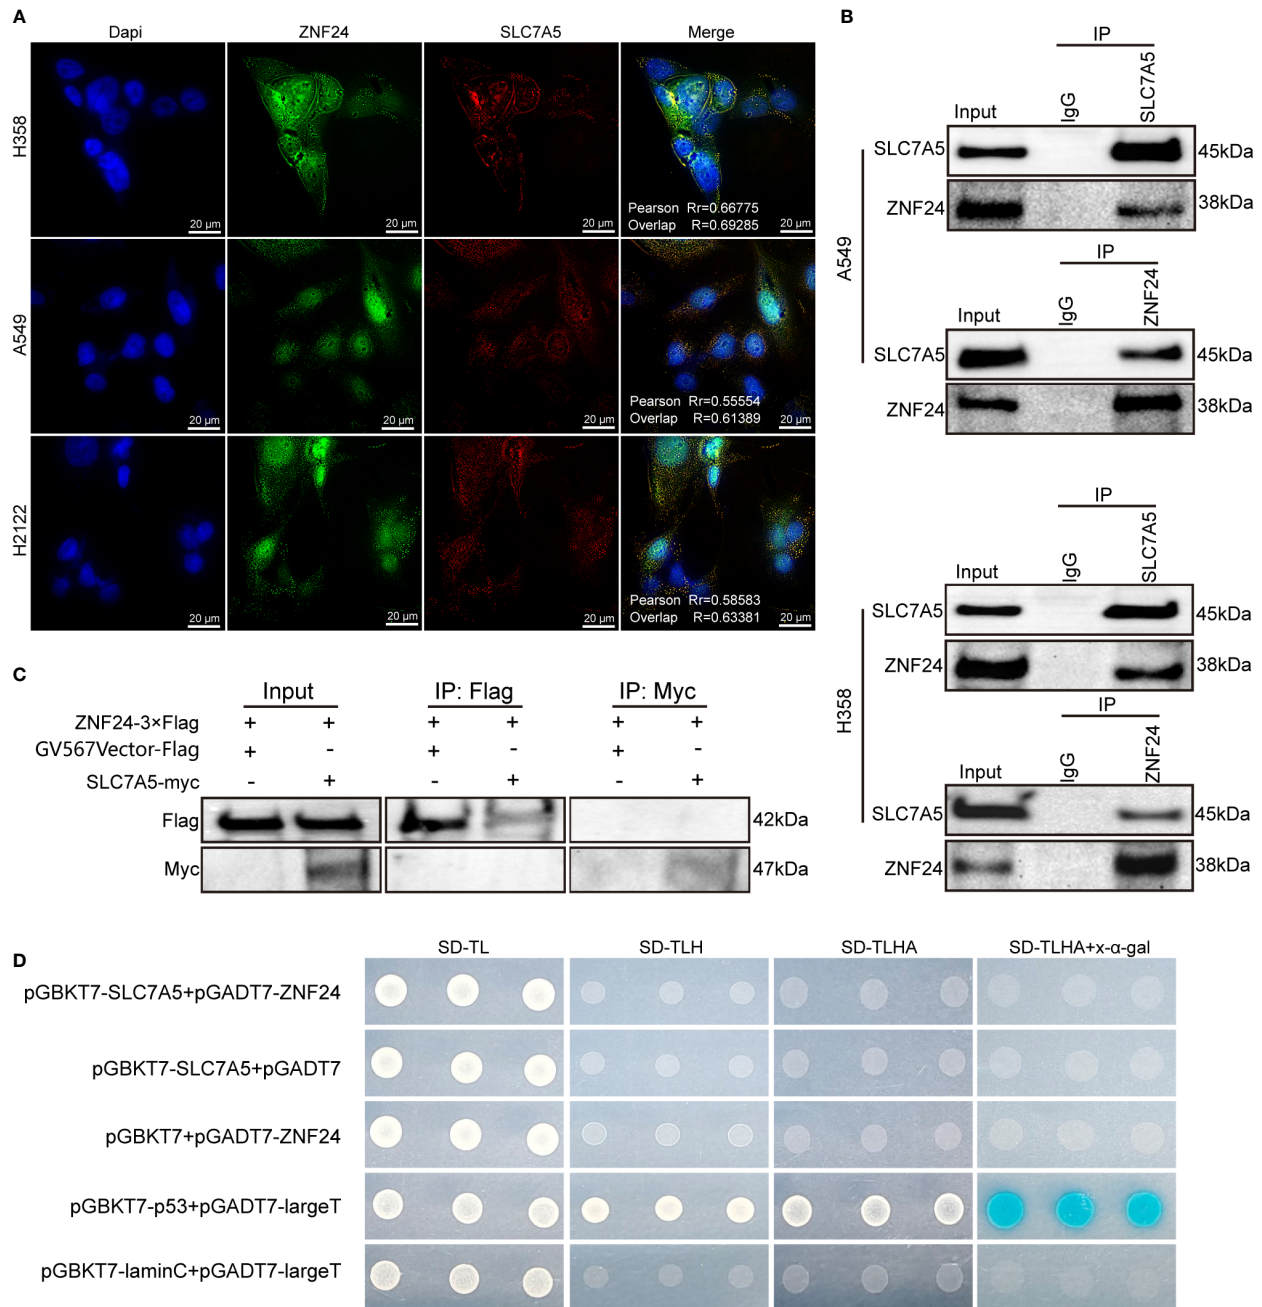 A
Dapi ZNF24 SLC7A5 Merge
H358
20 µm 20 µm 20 µm 20 µm
Pearson Rr=0.66775
Overlap R=0.69285
A549
20 µm 20 µm 20 µm 20 µm
Pearson Rr=0.55554
Overlap R=0.61389
H2122
20 µm 20 µm 20 µm 20 µm
Pearson Rr=0.58583
Overlap R=0.63381
B
A549
IP
Input IgG SLC7A5
SLC7A5 45kDa
ZNF24 38kDa
IP
Input IgG ZNF24
SLC7A5 45kDa
ZNF24 38kDa
H358
IP
Input IgG SLC7A5
SLC7A5 45kDa
ZNF24 38kDa
IP
Input IgG ZNF24
SLC7A5 45kDa
ZNF24 38kDa
C
Input IP: Flag IP: Myc
ZNF24-3×Flag + + + + + +
GV567Vector-Flag + - + - + -
SLC7A5-myc - + - + - +
Flag 42kDa
Myc 47kDa
D
SD-TL SD-TLH SD-TLHA SD-TLHA+x-α-gal
pGBKT7-SLC7A5+pGADT7-ZNF24
pGBKT7-SLC7A5+pGADT7
pGBKT7+pGADT7-ZNF24
pGBKT7-p53+pGADT7-largeT
pGBKT7-laminC+pGADT7-largeT